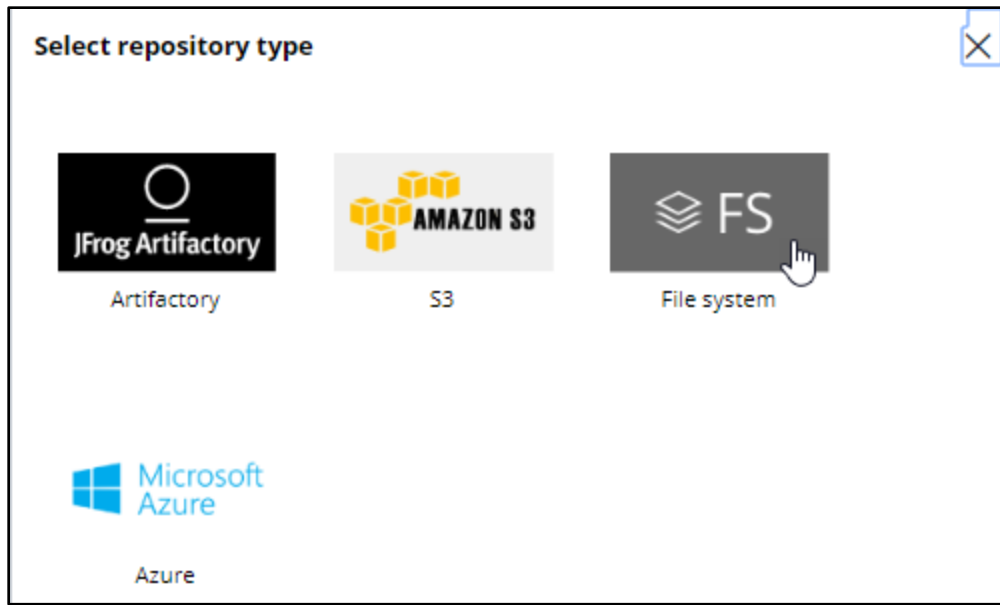 Select repository type
JFrog Artifactory
AMAZON S3
FS
Artifactory
S3
File system
Microsoft
Azure
Azure